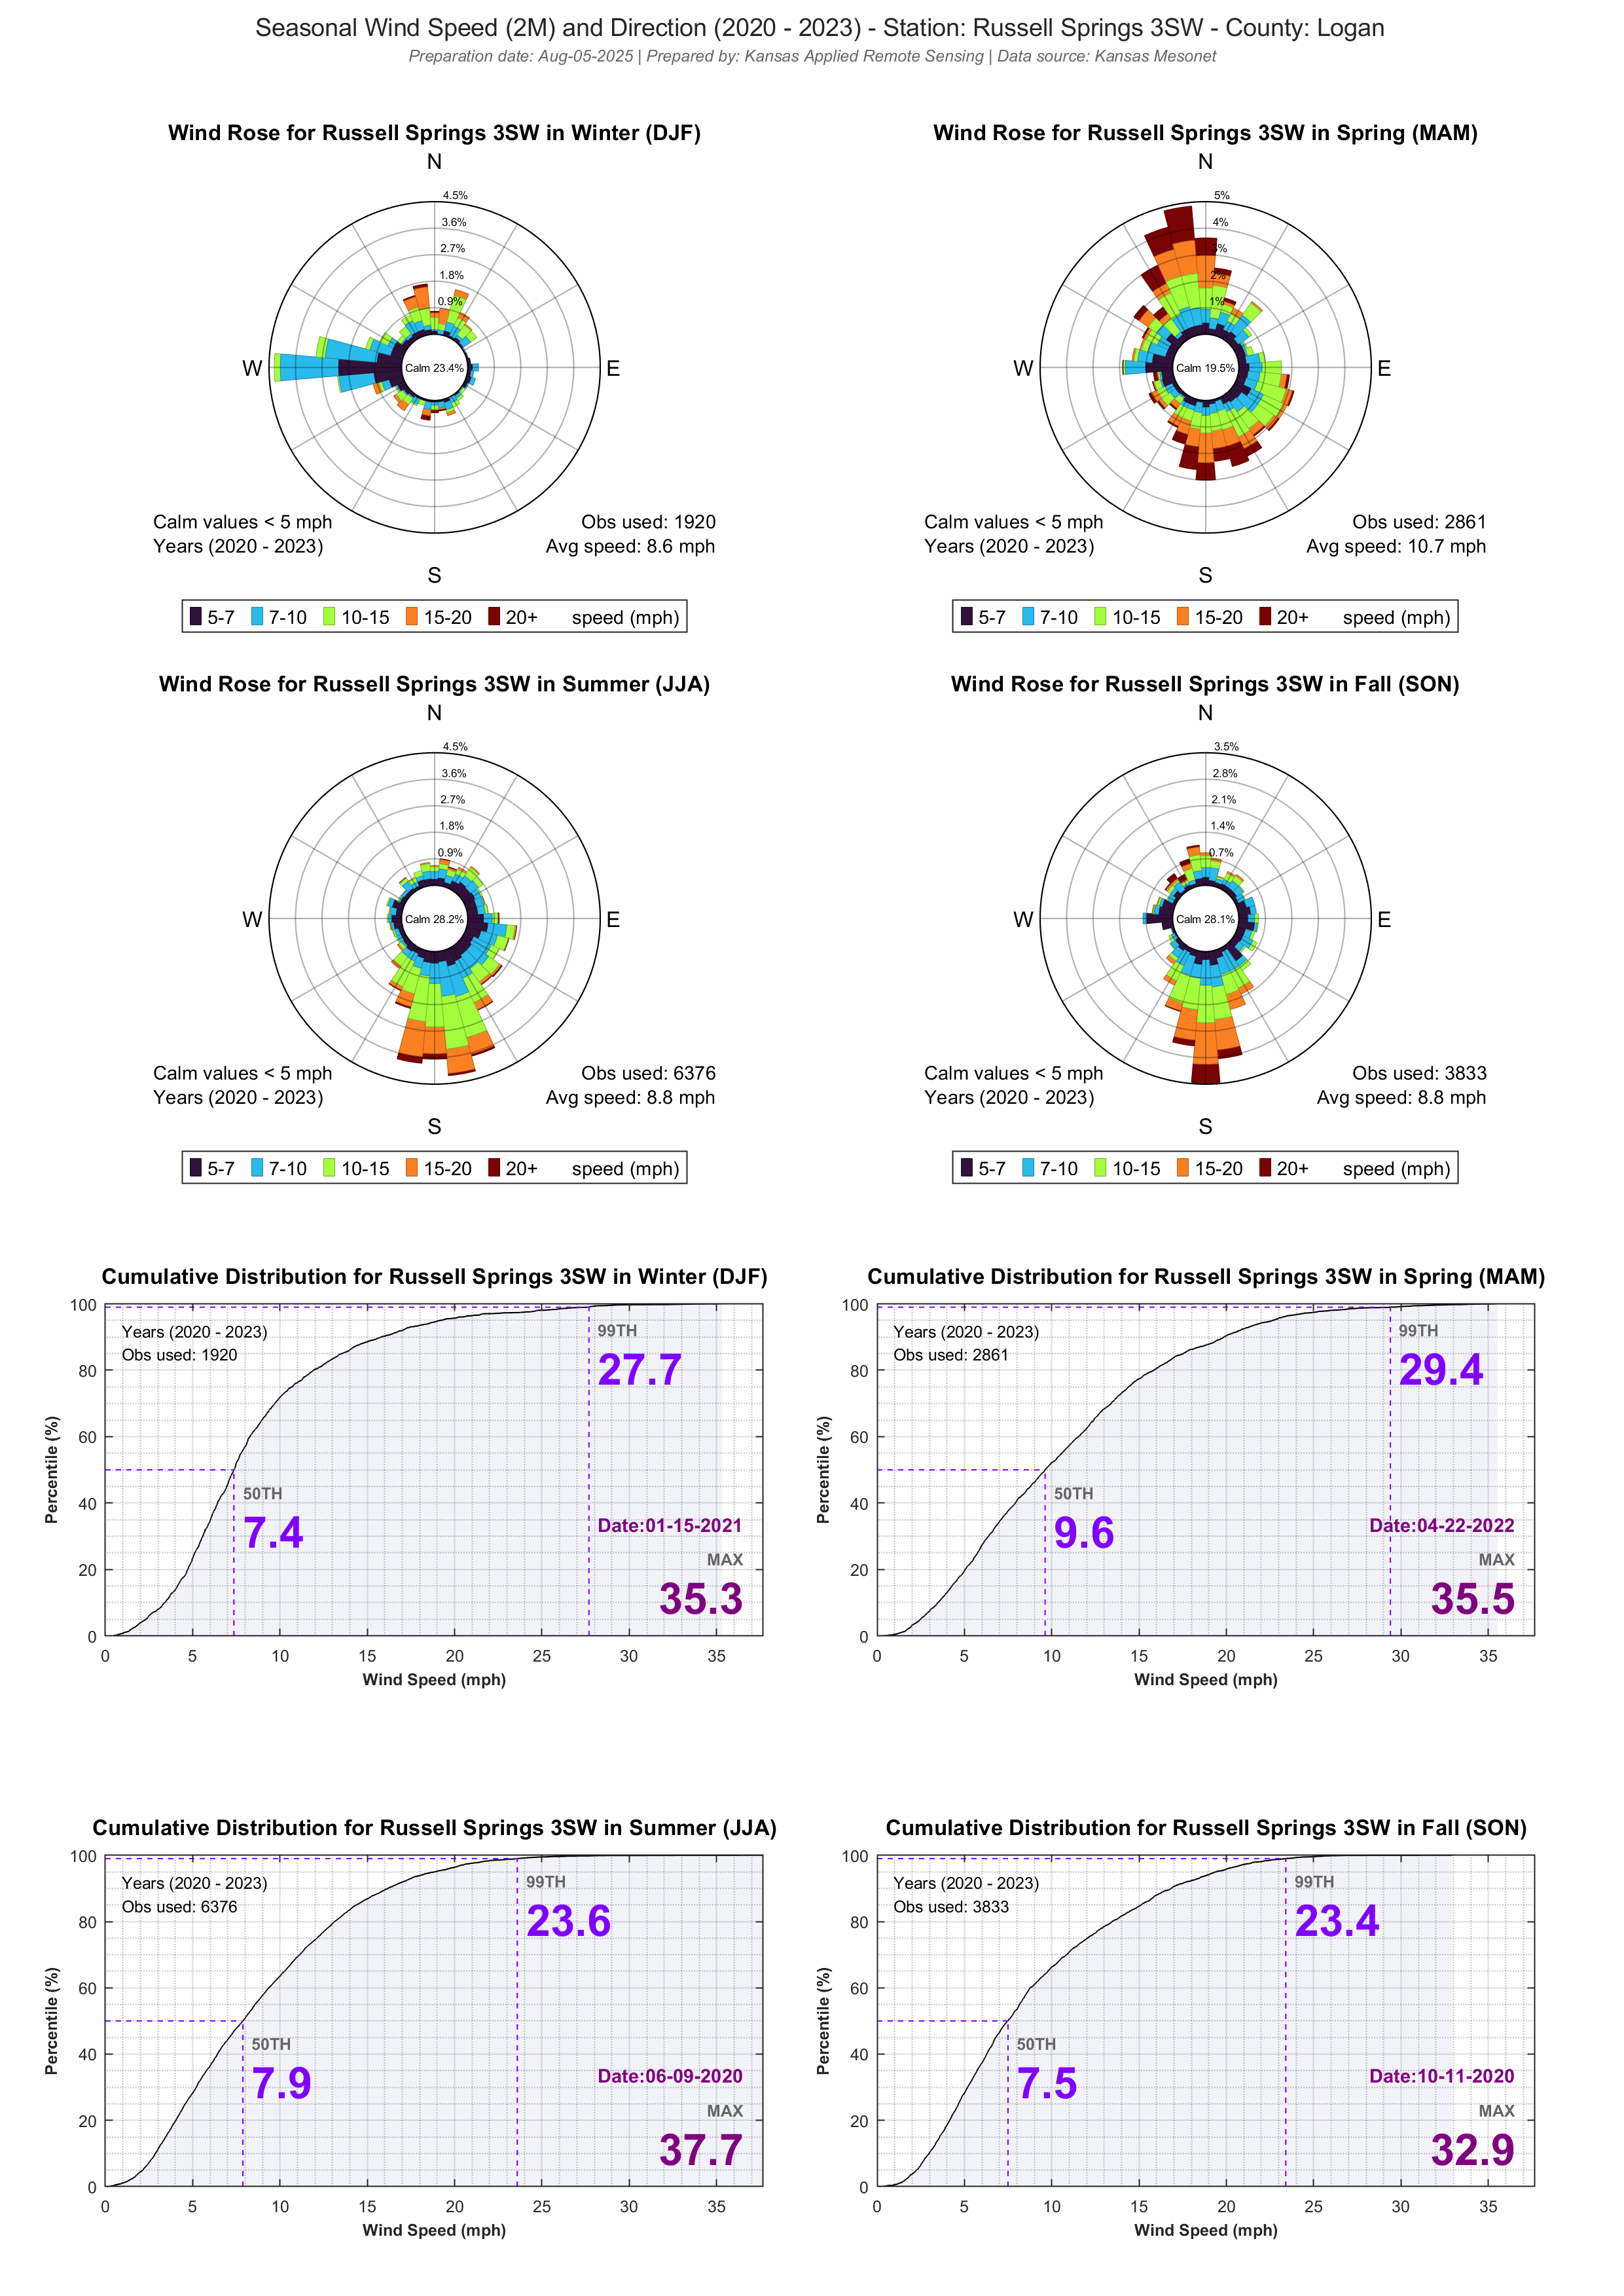 Seasonal Wind Speed (2M) and Direction (2020 - 2023) - Station: Russell Springs 3SW - County: Logan
Preparation date: Aug-05-2025 | Prepared by: Kansas Applied Remote Sensing | Data source: Kansas Mesonet
Wind Rose for Russell Springs 3SW in Winter (DJF)
N
4.5%
3.6%
2.7%
1.8%
0.9%
W
Calm 23.4%
E
Calm values < 5 mph
Years (2020 - 2023)
Obs used: 1920
Avg speed: 8.6 mph
S
5-7 7-10 10-15 15-20 20+ speed (mph)
Wind Rose for Russell Springs 3SW in Spring (MAM)
N
5%
4%
3%
2%
1%
W
Calm 19.5%
E
Calm values < 5 mph
Years (2020 - 2023)
Obs used: 2861
Avg speed: 10.7 mph
S
5-7 7-10 10-15 15-20 20+ speed (mph)
Wind Rose for Russell Springs 3SW in Summer (JJA)
N
4.5%
3.6%
2.7%
1.8%
0.9%
W
Calm 28.2%
E
Calm values < 5 mph
Years (2020 - 2023)
Obs used: 6376
Avg speed: 8.8 mph
S
5-7 7-10 10-15 15-20 20+ speed (mph)
Wind Rose for Russell Springs 3SW in Fall (SON)
N
3.5%
2.8%
2.1%
1.4%
0.7%
W
Calm 28.1%
E
Calm values < 5 mph
Years (2020 - 2023)
Obs used: 3833
Avg speed: 8.8 mph
S
5-7 7-10 10-15 15-20 20+ speed (mph)
Cumulative Distribution for Russell Springs 3SW in Winter (DJF)
100
80
60
40
20
0
Percentile (%)
Years (2020 - 2023)
Obs used: 1920
99TH
27.7
50TH
7.4
Date:01-15-2021
MAX
35.3
0 5 10 15 20 25 30 35
Wind Speed (mph)
Cumulative Distribution for Russell Springs 3SW in Spring (MAM)
100
80
60
40
20
0
Percentile (%)
Years (2020 - 2023)
Obs used: 2861
99TH
29.4
50TH
9.6
Date:04-22-2022
MAX
35.5
0 5 10 15 20 25 30 35
Wind Speed (mph)
Cumulative Distribution for Russell Springs 3SW in Summer (JJA)
100
80
60
40
20
0
Percentile (%)
Years (2020 - 2023)
Obs used: 6376
99TH
23.6
50TH
7.9
Date:06-09-2020
MAX
37.7
0 5 10 15 20 25 30 35
Wind Speed (mph)
Cumulative Distribution for Russell Springs 3SW in Fall (SON)
100
80
60
40
20
0
Percentile (%)
Years (2020 - 2023)
Obs used: 3833
99TH
23.4
50TH
7.5
Date:10-11-2020
MAX
32.9
0 5 10 15 20 25 30 35
Wind Speed (mph)